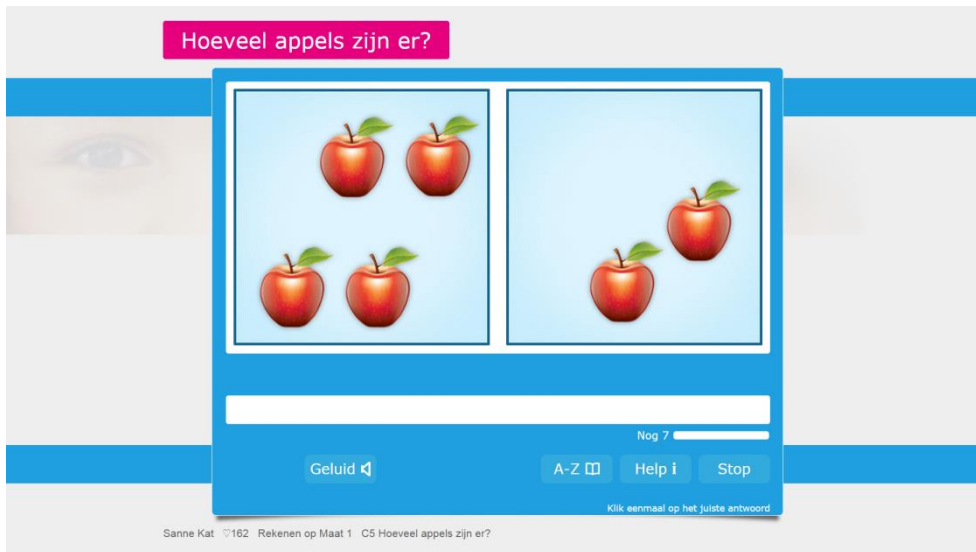 Hoeveel appels zijn er?
Nog 7
Geluid
A-Z Help i Stop
Klik eenmaal op het juiste antwoord
Sanne Kat ♡162 Rekenen op Maat 1 C5 Hoeveel appels zijn er?